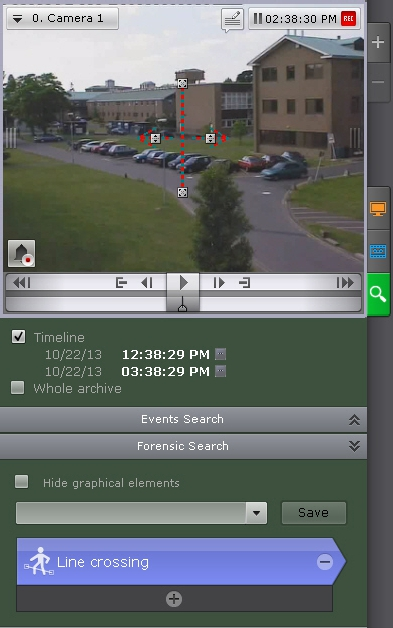 0. Camera 1
02:38:30 PM REC
Timeline
10/22/13 12:38:29 PM
10/22/13 03:38:29 PM
Whole archive
Events Search
Forensic Search
Hide graphical elements
Save
Line crossing